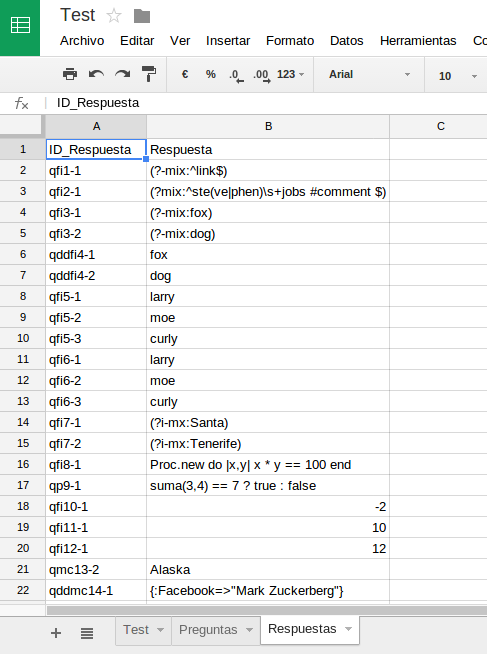 Test
Archivo Editar Ver Insertar Formato Datos Herramientas Co
€ % .0 .00 123 Arial 10
fx ID_Respuesta
A B C
1 ID_Respuesta Respuesta
2 qfi1-1 (?-mix:^link$)
3 qfi2-1 (?mix:^ste(ve|phen)\s+jobs #comment $)
4 qfi3-1 (?-mix:fox)
5 qfi3-2 (?-mix:dog)
6 qddfi4-1 fox
7 qddfi4-2 dog
8 qfi5-1 larry
9 qfi5-2 moe
10 qfi5-3 curly
11 qfi6-1 larry
12 qfi6-2 moe
13 qfi6-3 curly
14 qfi7-1 (?i-mx:Santa)
15 qfi7-2 (?i-mx:Tenerife)
16 qfi8-1 Proc.new do |x,y| x * y == 100 end
17 qp9-1 suma(3,4) == 7 ? true : false
18 qfi10-1 -2
19 qfi11-1 10
20 qfi12-1 12
21 qmc13-2 Alaska
22 qddmc14-1 {:Facebook=>"Mark Zuckerberg"}
+ Test Preguntas Respuestas